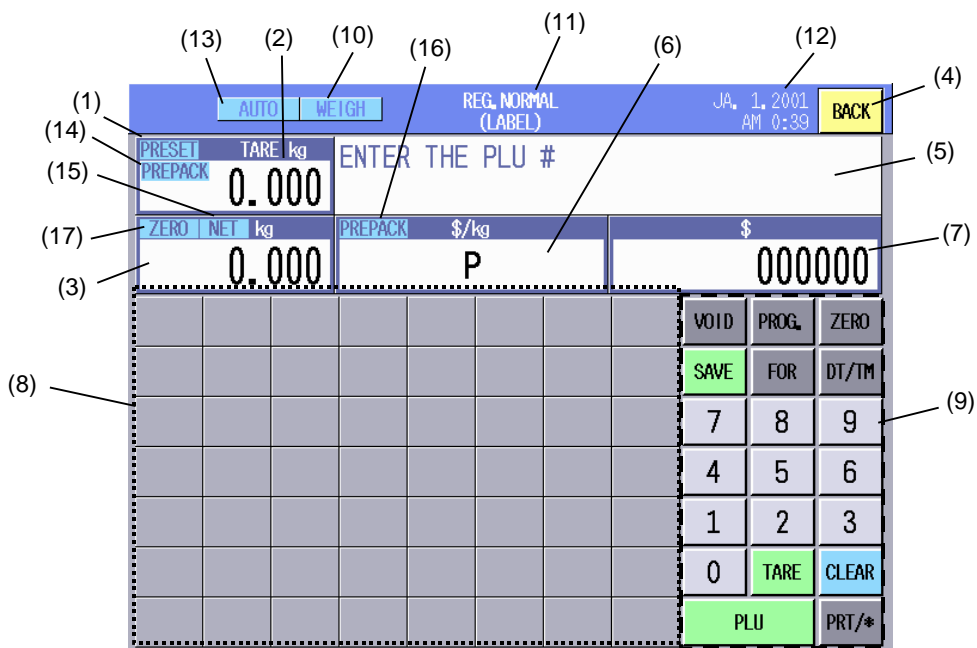 (13) (2) (10) (16) (11) (6) (12)
(4)
(1)
(14)
(15)
(17)
(3)
(5)
(7)
(8)
(9)
AUTO WEIGH REG. NORMAL JA. 1.2001 BACK
(LABEL) AM 0:39
PRESET TARE kg ENTER THE PLU #
PREPACK 0.000
ZERO NET kg PREPACK $/kg $
0.000 P 000000
VOID PROG. ZERO
SAVE FOR DT/TM
7 8 9
4 5 6
1 2 3
0 TARE CLEAR
PLU PRT/*